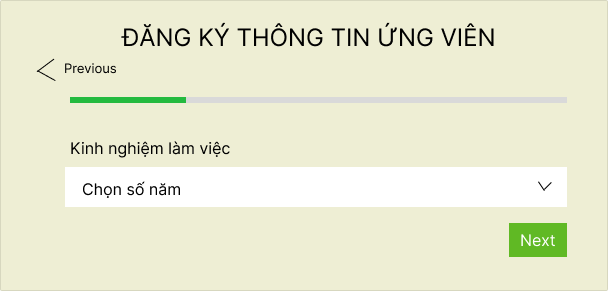 ĐĂNG KÝ THÔNG TIN ỨNG VIÊN
Previous
Kinh nghiệm làm việc
Chọn số năm
Next